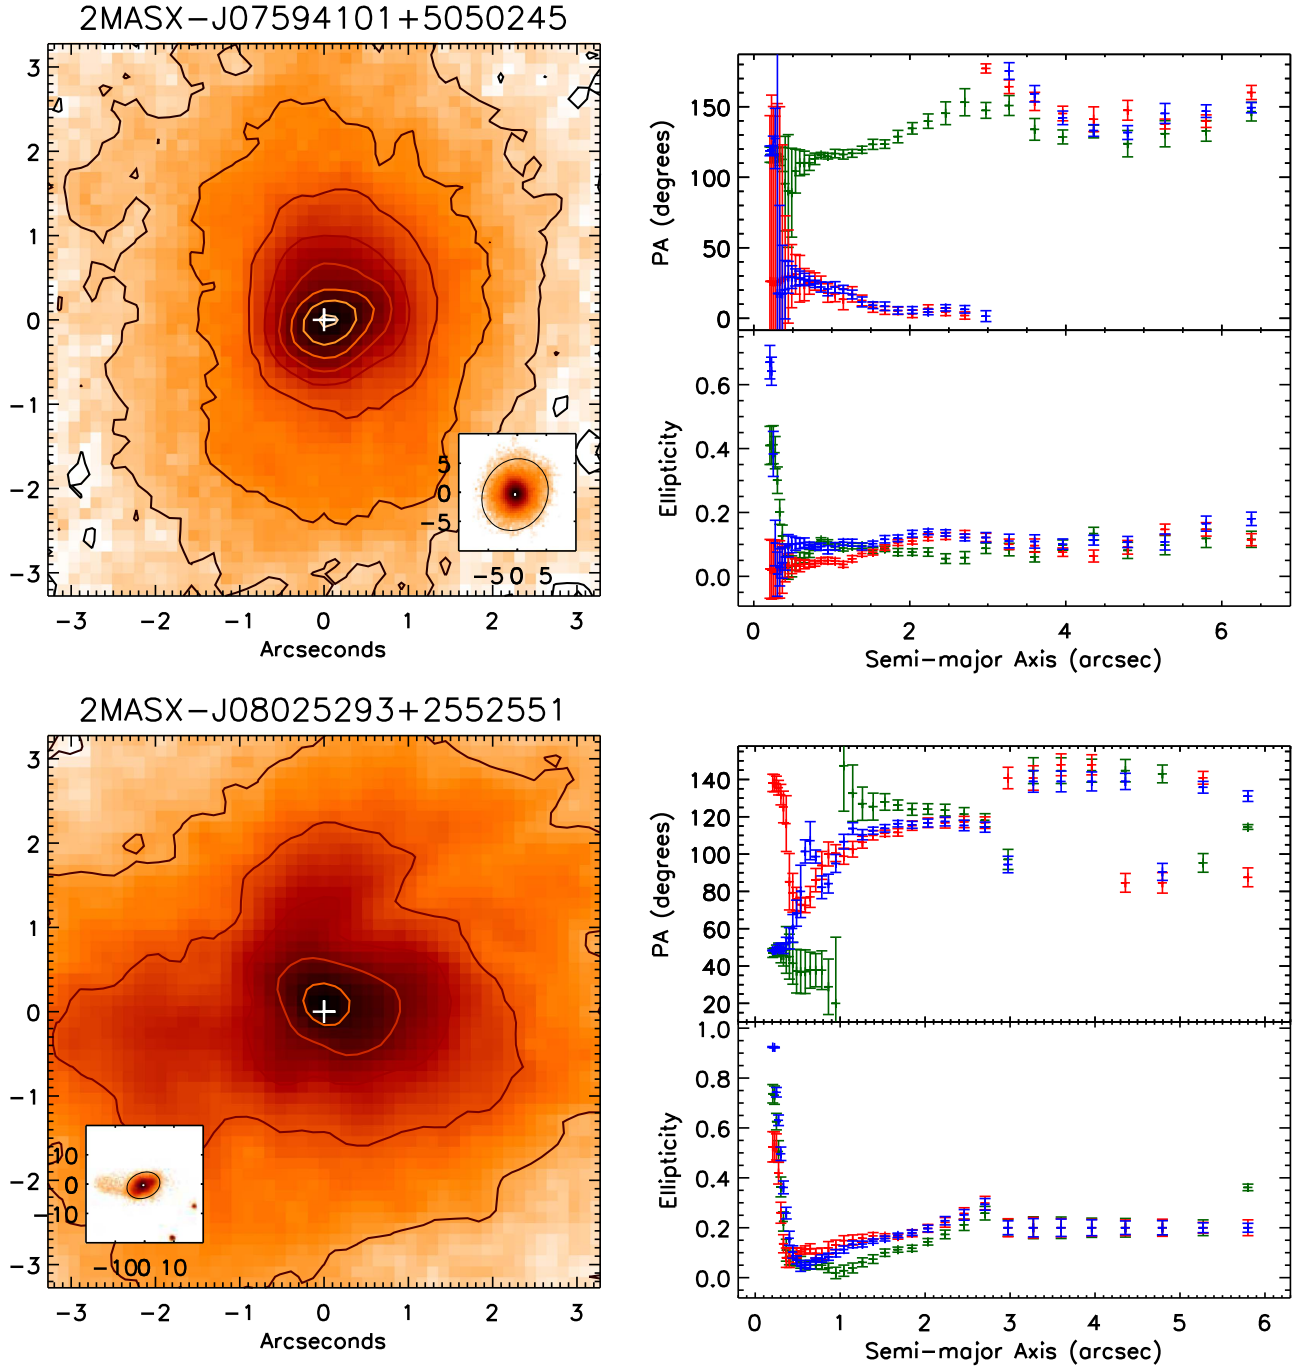 2MASX-J07594101+5050245
3
2
1
0
-1
-2
-3
-3 -2 -1 0 1 2 3
Arcseconds
5
0
-5
-5 0 5
150
100
50
0
PA (degrees)
0.6
0.4
0.2
0.0
Ellipticity
0 2 4 6
Semi-major Axis (arcsec)
2MASX-J08025293+2552551
3
2
1
0
-1
-2
-3
-3 -2 -1 0 1 2 3
Arcseconds
10
0
-10
-10 0 10
140
120
100
80
60
40
20
PA (degrees)
1.0
0.8
0.6
0.4
0.2
0.0
Ellipticity
0 1 2 3 4 5 6
Semi-major Axis (arcsec)